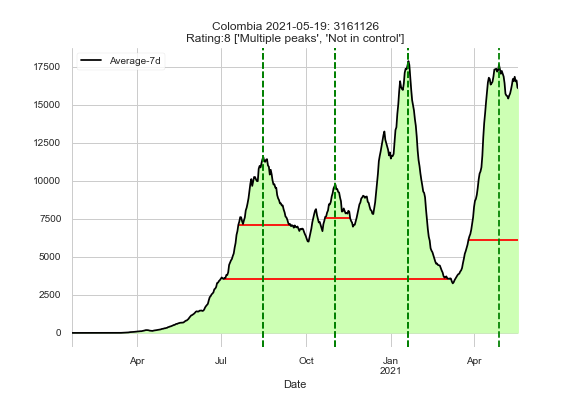 Colombia 2021-05-19: 3161126
Rating:8 ['Multiple peaks', 'Not in control']
Average-7d
17500
15000
12500
10000
7500
5000
2500
0
Apr
Jul
Oct
Jan
2021
Apr
Date